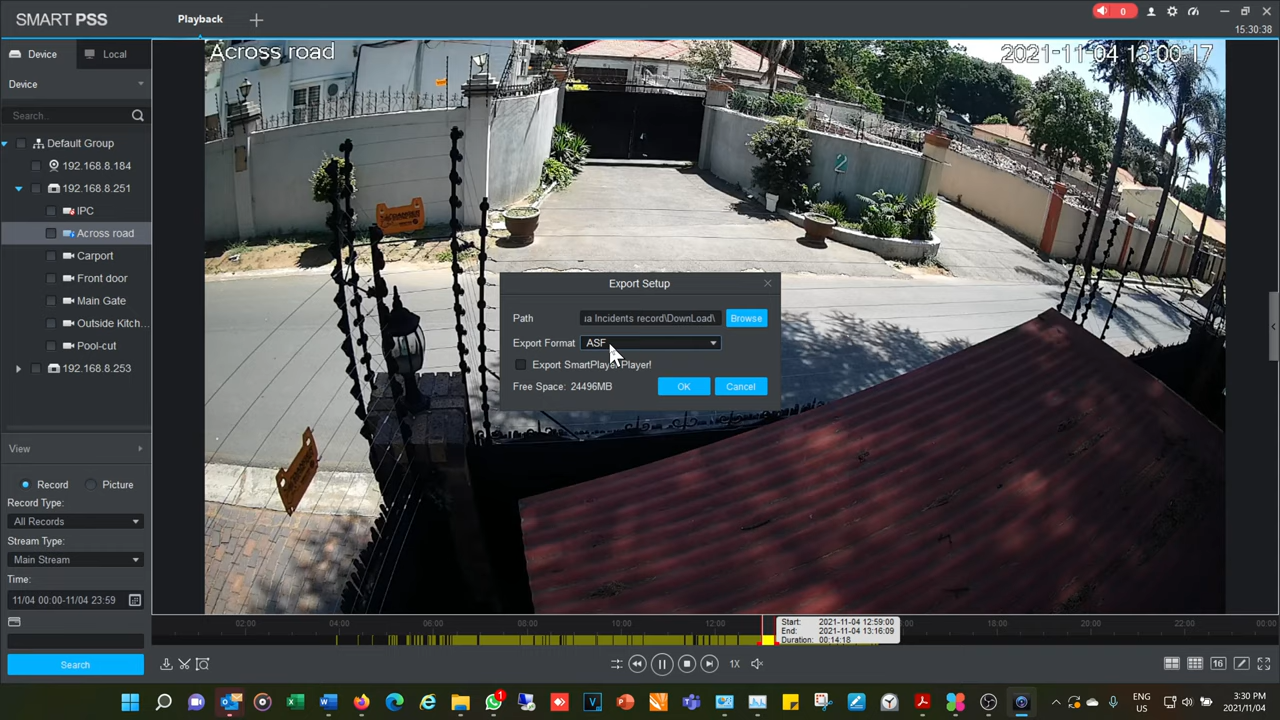 SMART PSS
Playback
0
15:30:38
Device
Local
Device
Search...
Default Group
192.168.8.184
192.168.8.251
IPC
Across road
Carport
Front door
Main Gate
Outside Kitch...
Pool-cut
192.168.8.253
View
Record
Picture
Record Type:
All Records
Stream Type:
Main Stream
Time:
11/04 00:00-11/04 23:59
Search
Across road
2021-11-04 13:00:17
2
Export Setup
Path
Incidents record\DownLoad\
Browse
Export Format
ASF
Export SmartPlayer Player!
Free Space: 24496MB
OK
Cancel
02:00 04:00 06:00 08:00 10:00 12:00 18:00 20:00 22:00 00:00
Start: 2021-11-04 12:59:00
End: 2021-11-04 13:16:09
Duration: 00:14:18
1X
16
1
ENG
US
3:30 PM
2021/11/04